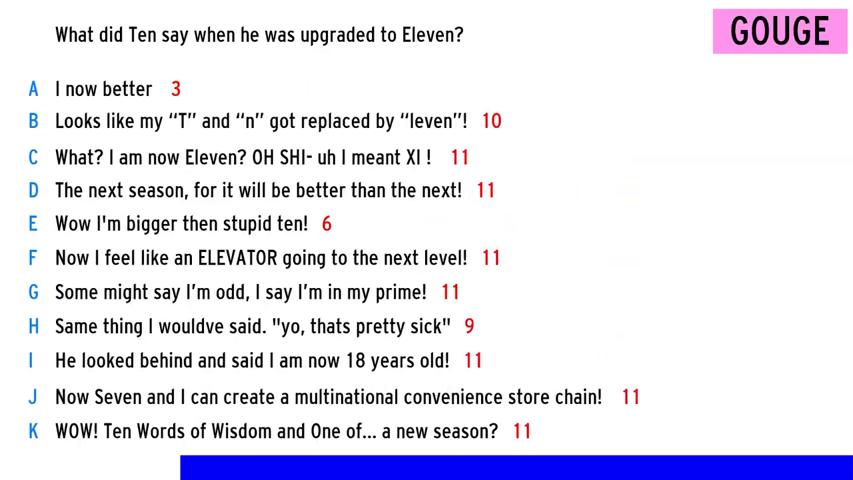 What did Ten say when he was upgraded to Eleven?
GOUGE
A I now better 3
B Looks like my “T” and “n” got replaced by “leven”! 10
C What? I am now Eleven? OH SHI- uh I meant XI ! 11
D The next season, for it will be better than the next! 11
E Wow I'm bigger then stupid ten! 6
F Now I feel like an ELEVATOR going to the next level! 11
G Some might say I’m odd, I say I’m in my prime! 11
H Same thing I wouldve said. "yo, thats pretty sick" 9
I He looked behind and said I am now 18 years old! 11
J Now Seven and I can create a multinational convenience store chain! 11
K WOW! Ten Words of Wisdom and One of... a new season? 11